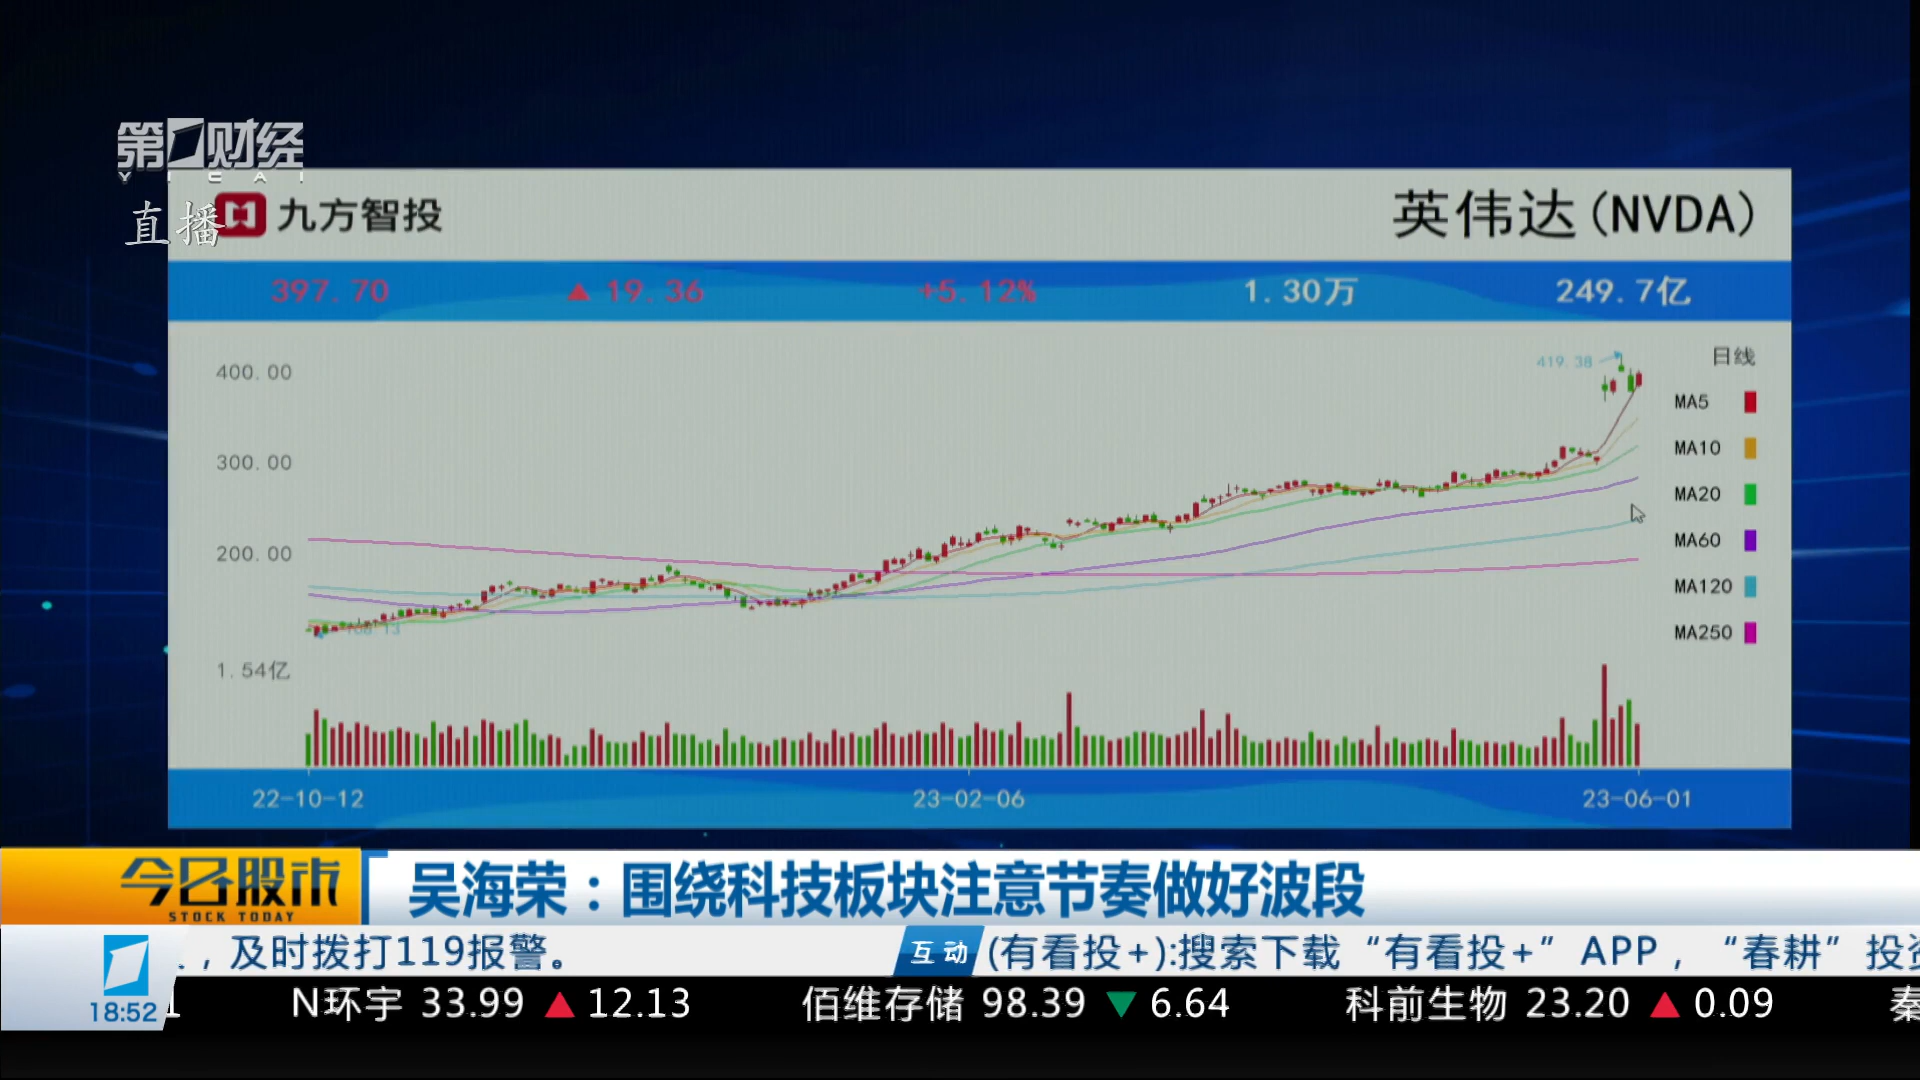 第一财经
YICAI
直播
九方智投
英伟达(NVDA)
397.70 ▲ 19.36 +5.12% 1.30万 249.7亿
日线
400.00
300.00
200.00
1.54亿
419.38
108.13
MA5
MA10
MA20
MA60
MA120
MA250
22-10-12 23-02-06 23-06-01
今日股市
STOCK TODAY
吴海荣：围绕科技板块注意节奏做好波段
，及时拨打119报警。 互动 (有看投+):搜索下载“有看投+”APP，“春耕”投资
18:52
1 N环宇 33.99 ▲ 12.13 佰维存储 98.39 ▼ 6.64 科前生物 23.20 ▲ 0.09 秦